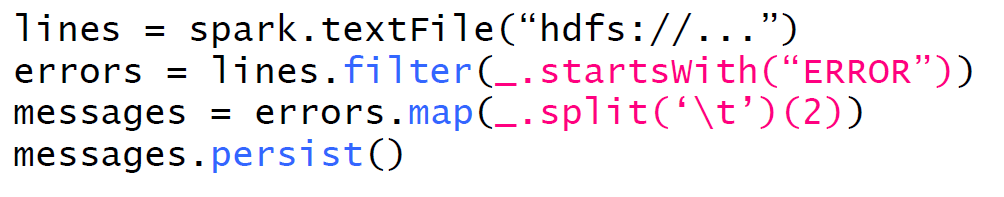 lines = spark.textFile(“hdfs://...”)
errors = lines.filter(_.startsWith(“ERROR”))
messages = errors.map(_.split(‘\t’)(2))
messages.persist()